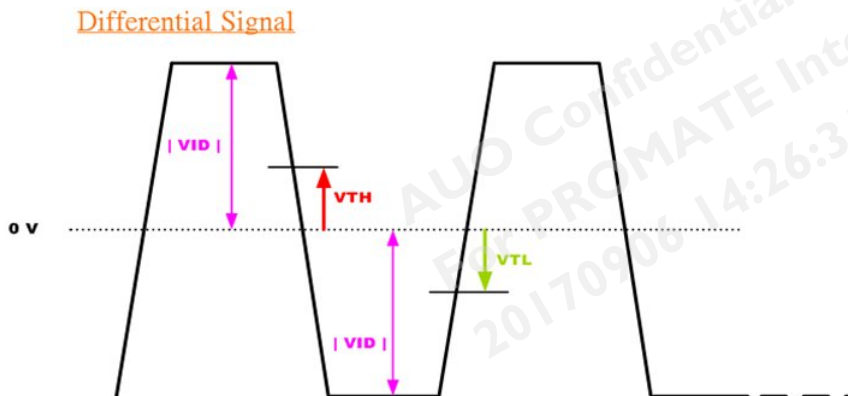 Differential Signal
AUO Confidential
For PROMATE Inte
20170906 14:26:3
| VID |
VTH
0 V
VTL
| VID |